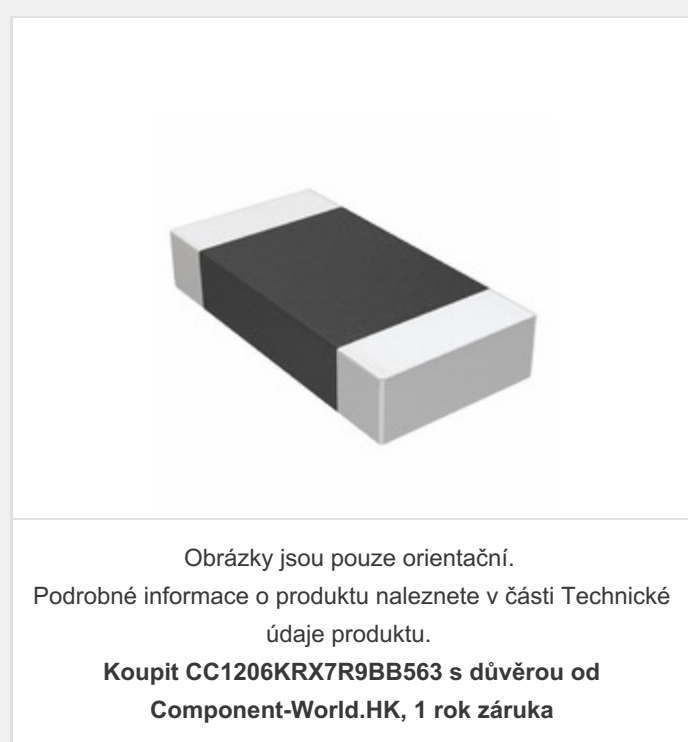 Obrázky jsou pouze orientační.
Podrobné informace o produktu naleznete v části Technické
údaje produktu.
Koupit CC1206KRX7R9BB563 s důvěrou od
Component-World.HK, 1 rok záruka